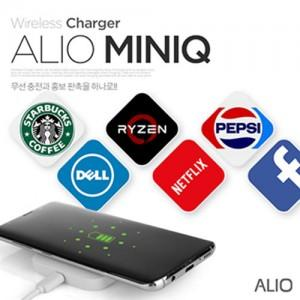 Wireless Charger
ALIO MINIQ
무선 충전과 홍보 판촉을 하나로!!
STARBUCKS
COFFEE
RYZEN
PEPSI
DELL
NETFLIX
f
ALIO